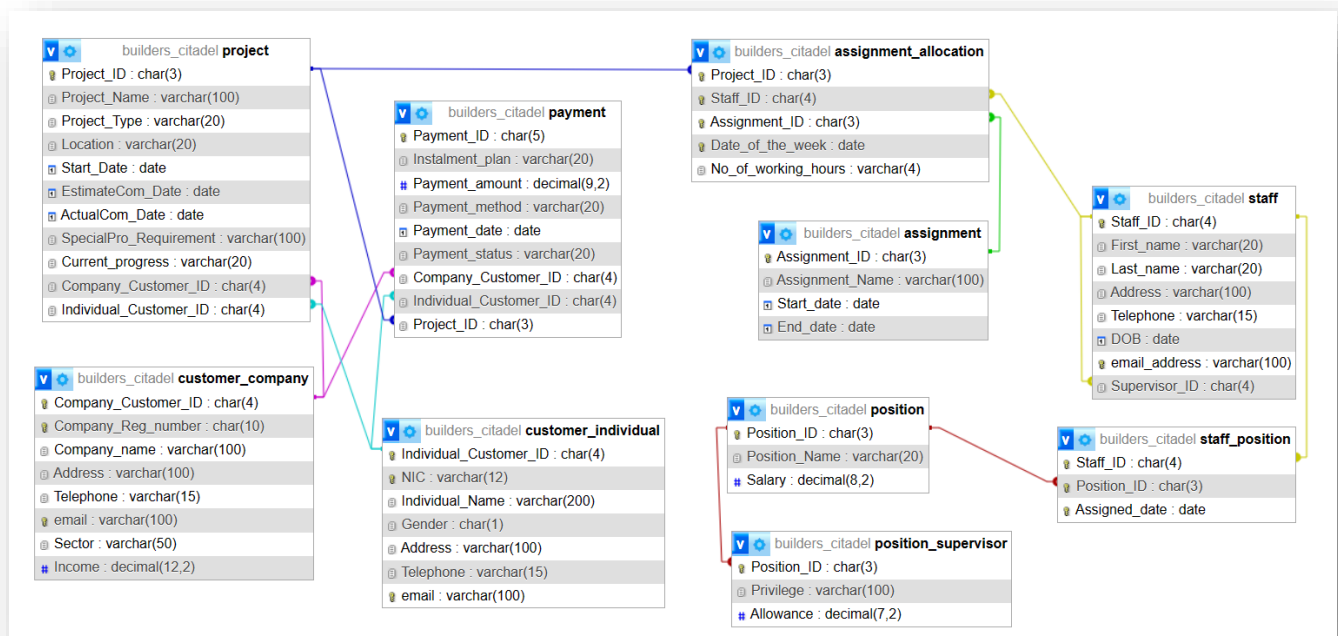 builders_citadel project
Project_ID : char(3)
Project_Name : varchar(100)
Project_Type : varchar(20)
Location : varchar(20)
Start_Date : date
EstimateCom_Date : date
ActualCom_Date : date
SpecialPro_Requirement : varchar(100)
Current_progress : varchar(20)
Company_Customer_ID : char(4)
Individual_Customer_ID : char(4)
builders_citadel payment
Payment_ID : char(5)
Instalment_plan : varchar(20)
Payment_amount : decimal(9,2)
Payment_method : varchar(20)
Payment_date : date
Payment_status : varchar(20)
Company_Customer_ID : char(4)
Individual_Customer_ID : char(4)
Project_ID : char(3)
builders_citadel assignment_allocation
Project_ID : char(3)
Staff_ID : char(4)
Assignment_ID : char(3)
Date_of_the_week : date
No_of_working_hours : varchar(4)
builders_citadel staff
Staff_ID : char(4)
First_name : varchar(20)
Last_name : varchar(20)
Address : varchar(100)
Telephone : varchar(15)
DOB : date
email_address : varchar(100)
Supervisor_ID : char(4)
builders_citadel assignment
Assignment_ID : char(3)
Assignment_Name : varchar(100)
Start_date : date
End_date : date
builders_citadel customer_company
Company_Customer_ID : char(4)
Company_Reg_number : char(10)
Company_name : varchar(100)
Address : varchar(100)
Telephone : varchar(15)
email : varchar(100)
Sector : varchar(50)
Income : decimal(12,2)
builders_citadel customer_individual
Individual_Customer_ID : char(4)
NIC : varchar(12)
Individual_Name : varchar(200)
Gender : char(1)
Address : varchar(100)
Telephone : varchar(15)
email : varchar(100)
builders_citadel position
Position_ID : char(3)
Position_Name : varchar(20)
Salary : decimal(8,2)
builders_citadel staff_position
Staff_ID : char(4)
Position_ID : char(3)
Assigned_date : date
builders_citadel position_supervisor
Position_ID : char(3)
Privilege : varchar(100)
Allowance : decimal(7,2)